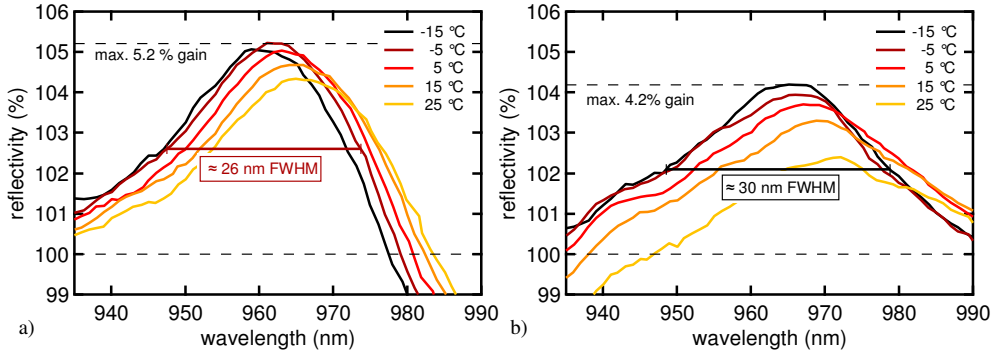 106
105
104
103
102
101
100
99
reflectivity (%)
max. 5.2 % gain
≈ 26 nm FWHM
-15 °C
-5 °C
5 °C
15 °C
25 °C
940 950 960 970 980 990
wavelength (nm)
a)
106
105
104
103
102
101
100
99
reflectivity (%)
max. 4.2% gain
≈ 30 nm FWHM
-15 °C
-5 °C
5 °C
15 °C
25 °C
940 950 960 970 980 990
wavelength (nm)
b)